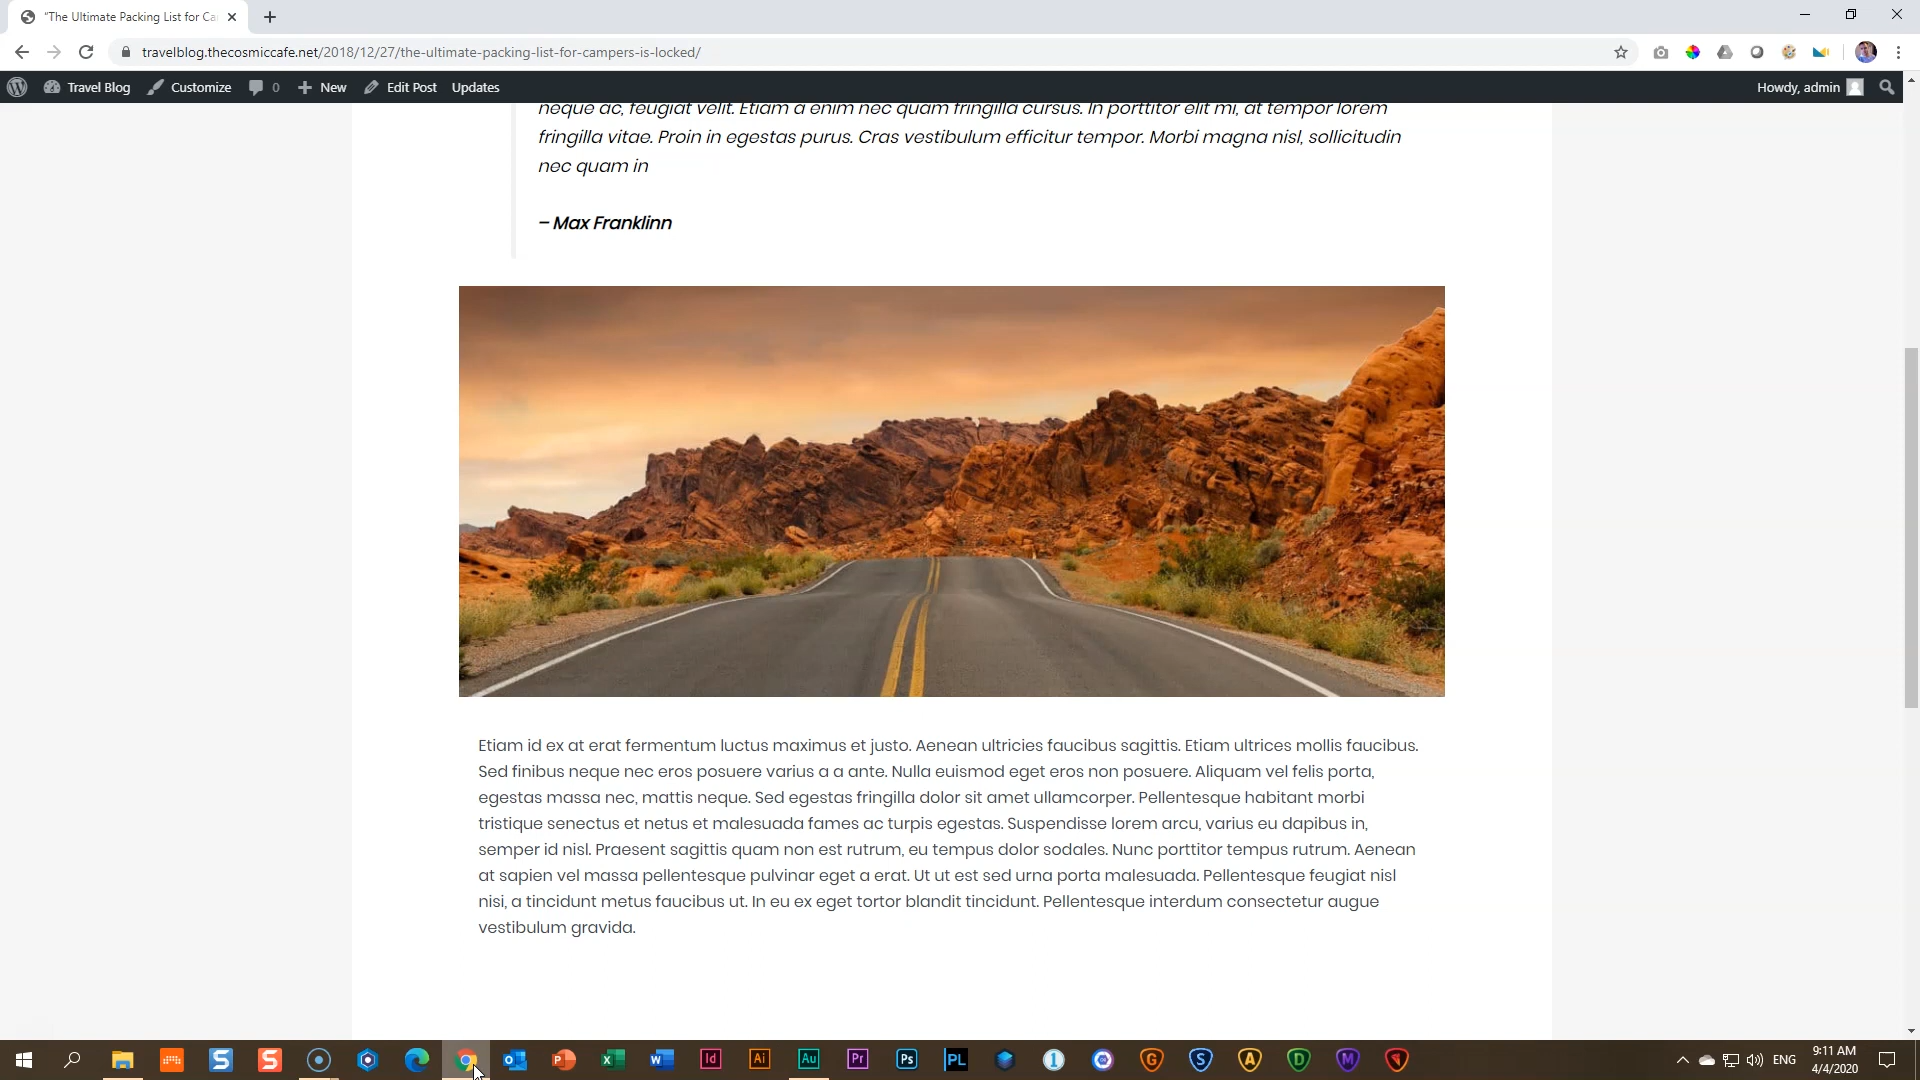 "The Ultimate Packing List for Ca
travelblog.thecosmiccafe.net/2018/12/27/the-ultimate-packing-list-for-campers-is-locked/
Travel Blog Customize 0 New Edit Post Updates Howdy, admin
neque ac, feugiat velit. Etiam a enim nec quam fringilla cursus. In porttitor elit mi, at tempor lorem
fringilla vitae. Proin in egestas purus. Cras vestibulum efficitur tempor. Morbi magna nisl, sollicitudin
nec quam in
– Max Franklinn
Etiam id ex at erat fermentum luctus maximus et justo. Aenean ultricies faucibus sagittis. Etiam ultrices mollis faucibus.
Sed finibus neque nec eros posuere varius a a ante. Nulla euismod eget eros non posuere. Aliquam vel felis porta,
egestas massa nec, mattis neque. Sed egestas fringilla dolor sit amet ullamcorper. Pellentesque habitant morbi
tristique senectus et netus et malesuada fames ac turpis egestas. Suspendisse lorem arcu, varius eu dapibus in,
semper id nisl. Praesent sagittis quam non est rutrum, eu tempus dolor sodales. Nunc porttitor tempus rutrum. Aenean
at sapien vel massa pellentesque pulvinar eget a erat. Ut ut est sed urna porta malesuada. Pellentesque feugiat nisl
nisi, a tincidunt metus faucibus ut. In eu ex eget tortor blandit tincidunt. Pellentesque interdum consectetur augue
vestibulum gravida.
S S P X W Id Ai Au Pr Ps PL 1 G S A D M ENG 9:11 AM
4/4/2020